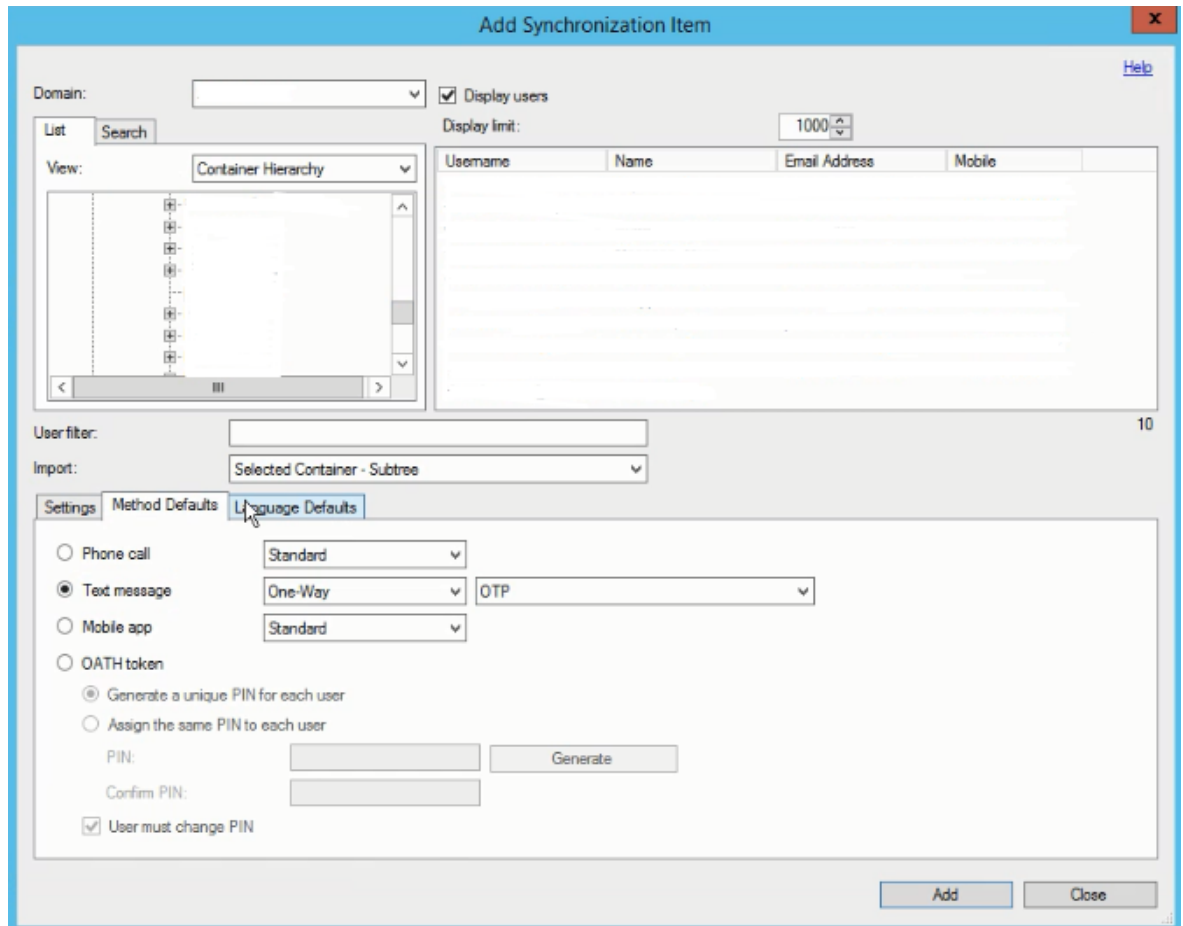 Add Synchronization Item
x
Help
Domain:
Display users
List
Search
Display limit:
1000
View:
Container Hierarchy
Username
Name
Email Address
Mobile
User filter:
10
Import:
Selected Container - Subtree
Settings
Method Defaults
Language Defaults
Phone call
Standard
Text message
One-Way
OTP
Mobile app
Standard
OATH token
Generate a unique PIN for each user
Assign the same PIN to each user
PIN:
Generate
Confirm PIN:
User must change PIN
Add
Close